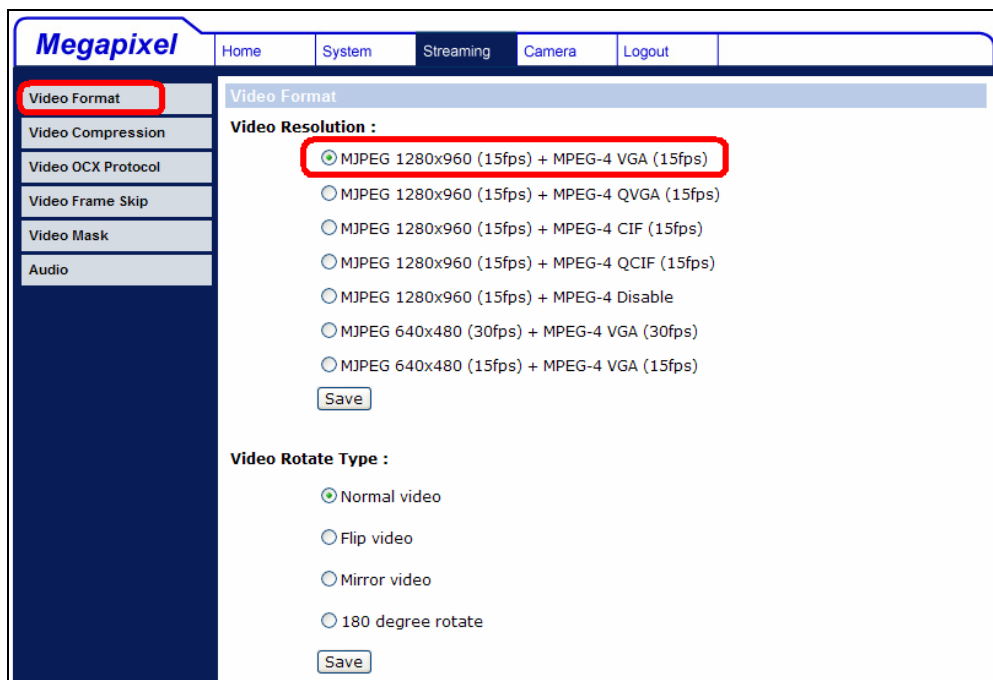 Megapixel
Home System Streaming Camera Logout
Video Format
Video Compression
Video OCX Protocol
Video Frame Skip
Video Mask
Audio
Video Format
Video Resolution :
MJPEG 1280x960 (15fps) + MPEG-4 VGA (15fps)
MJPEG 1280x960 (15fps) + MPEG-4 QVGA (15fps)
MJPEG 1280x960 (15fps) + MPEG-4 CIF (15fps)
MJPEG 1280x960 (15fps) + MPEG-4 QCIF (15fps)
MJPEG 1280x960 (15fps) + MPEG-4 Disable
MJPEG 640x480 (30fps) + MPEG-4 VGA (30fps)
MJPEG 640x480 (15fps) + MPEG-4 VGA (15fps)
Save
Video Rotate Type :
Normal video
Flip video
Mirror video
180 degree rotate
Save